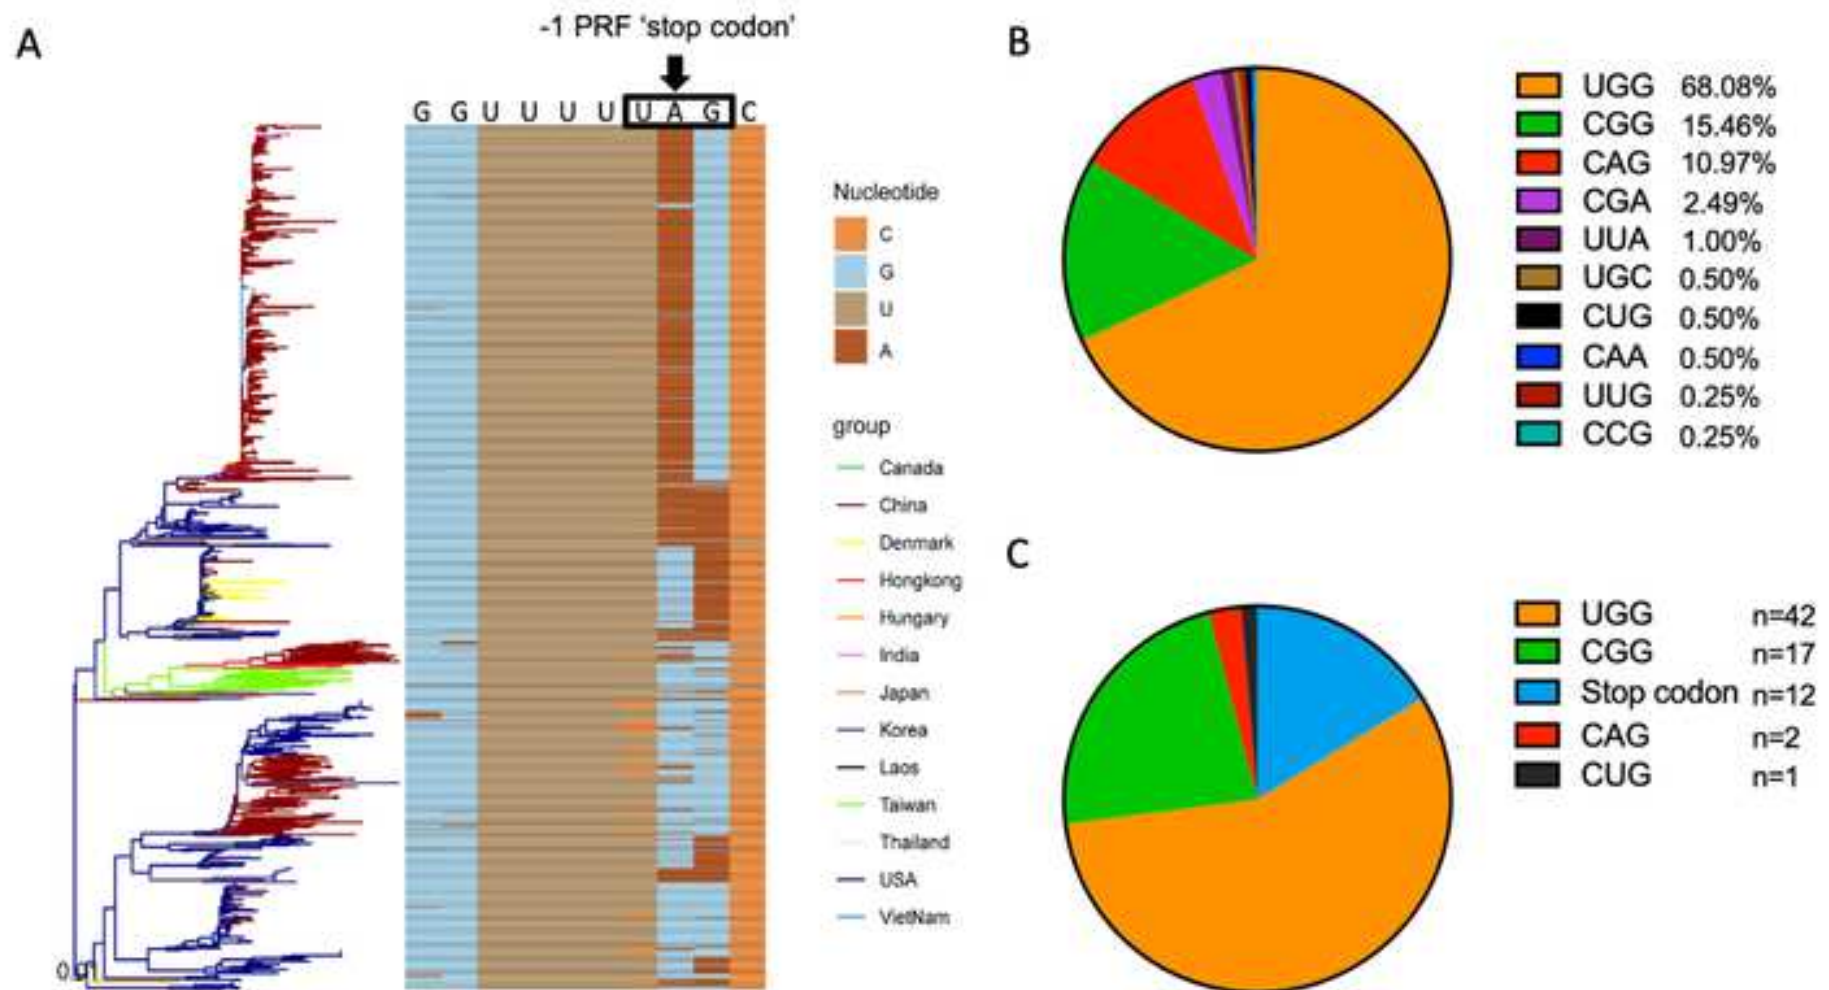 A
-1 PRF 'stop codon'
G G U U U U U A G C
Nucleotide
C
G
U
A
group
Canada
China
Denmark
Hongkong
Hungary
India
Japan
Korea
Laos
Taiwan
Thailand
USA
VietNam
B
UGG 68.08%
CGG 15.46%
CAG 10.97%
CGA 2.49%
UUA 1.00%
UGC 0.50%
CUG 0.50%
CAA 0.50%
UUG 0.25%
CCG 0.25%
C
UGG n=42
CGG n=17
Stop codon n=12
CAG n=2
CUG n=1